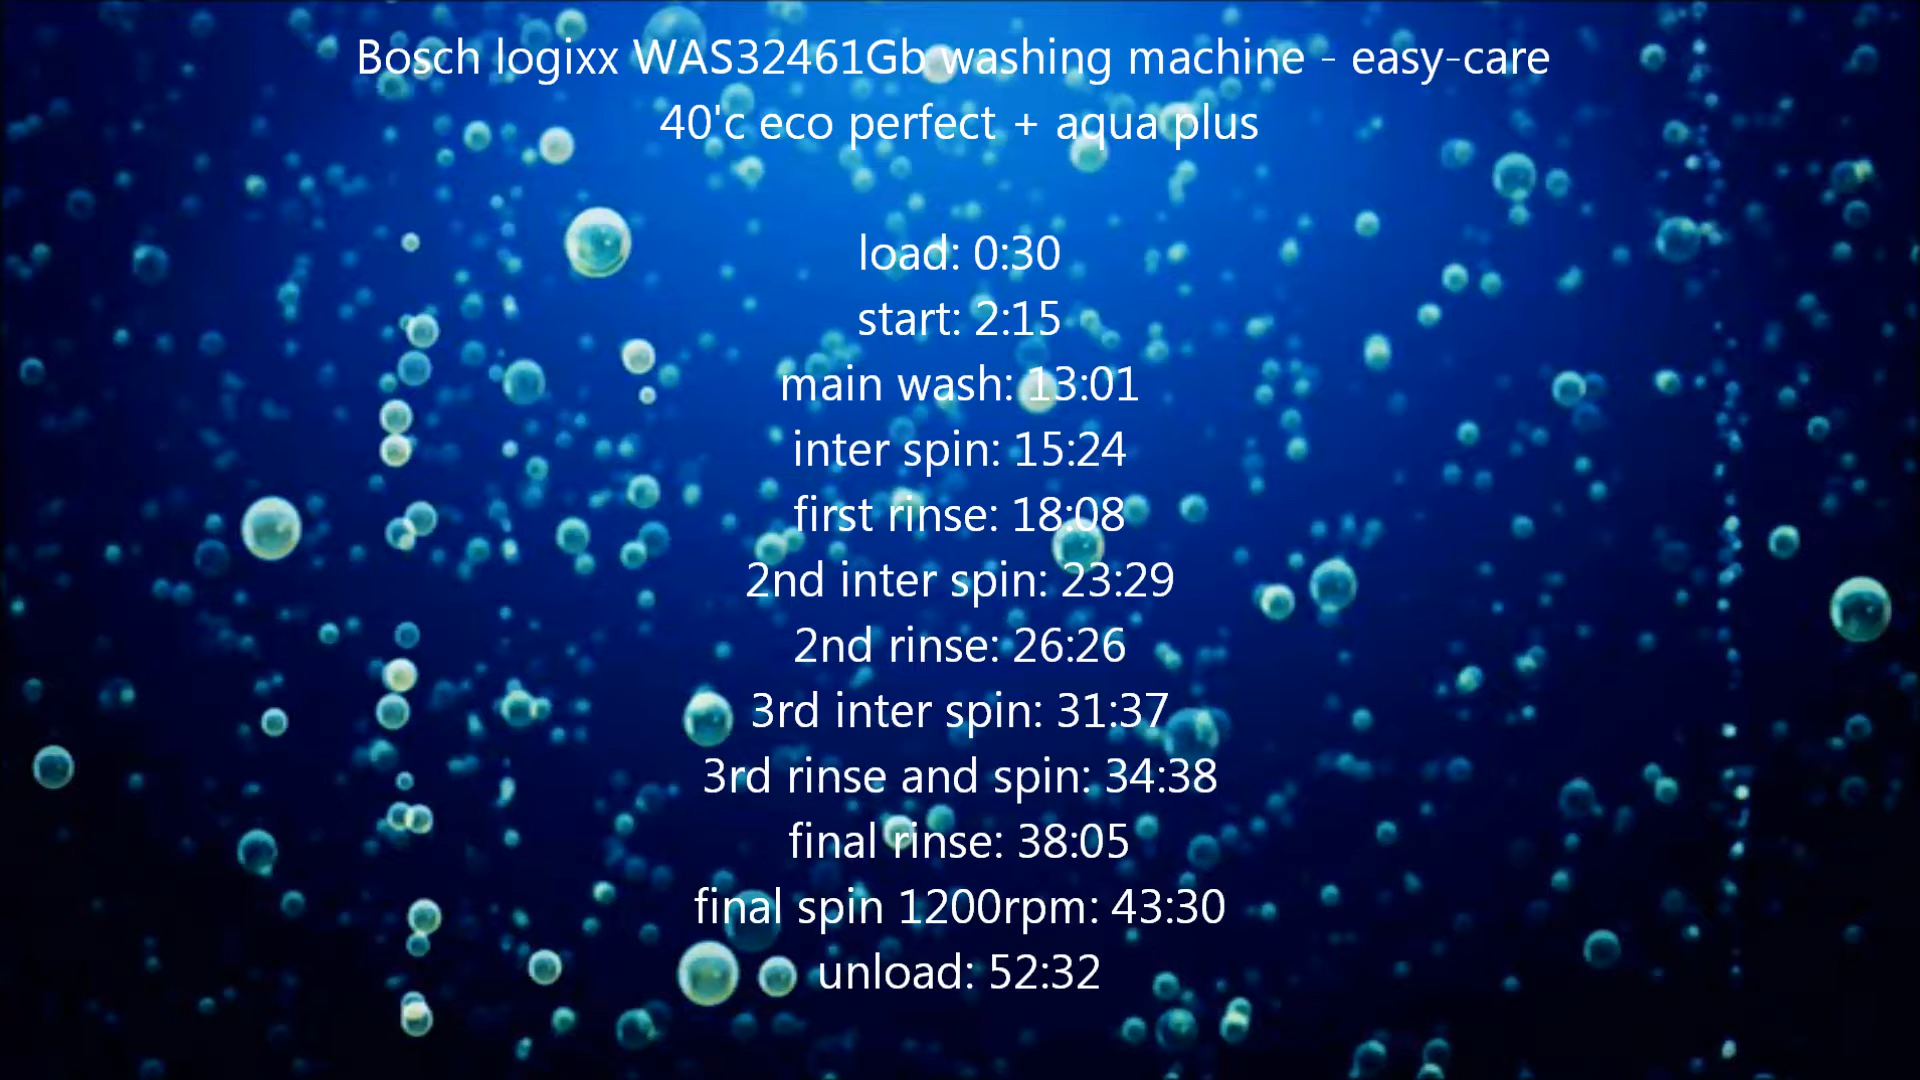 Bosch logixx WAS32461Gb washing machine - easy-care
40'c eco perfect + aqua plus
load: 0:30
start: 2:15
main wash: 13:01
inter spin: 15:24
first rinse: 18:08
2nd inter spin: 23:29
2nd rinse: 26:26
3rd inter spin: 31:37
3rd rinse and spin: 34:38
final rinse: 38:05
final spin 1200rpm: 43:30
unload: 52:32